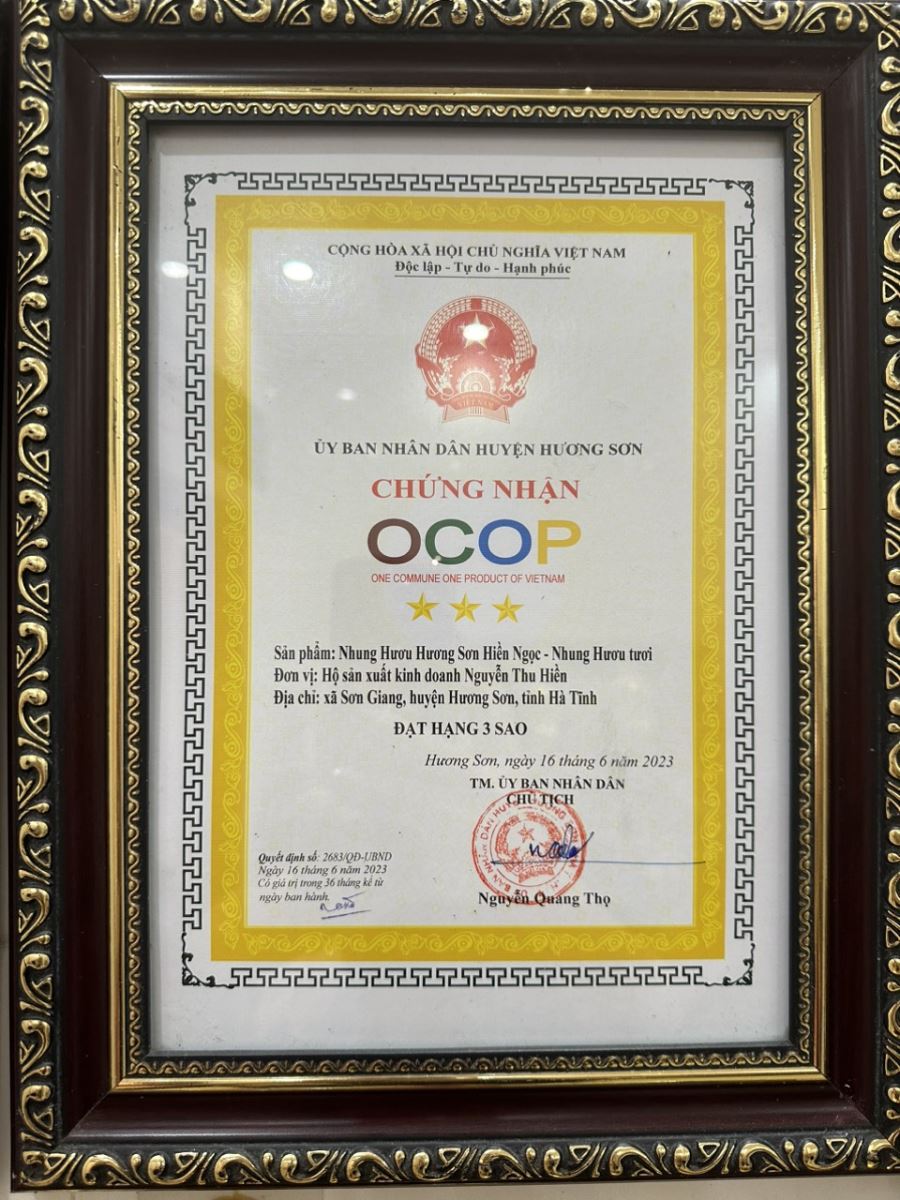 CỘNG HÒA XÃ HỘI CHỦ NGHĨA VIỆT NAM
Độc lập - Tự do - Hạnh phúc
VIỆT NAM
ỦY BAN NHÂN DÂN HUYỆN HƯƠNG SƠN
CHỨNG NHẬN
OCOP
ONE COMMUNE ONE PRODUCT OF VIETNAM
Sản phẩm: Nhung Hươu Hương Sơn Hiền Ngọc - Nhung Hươu tươi
Đơn vị: Hộ sản xuất kinh doanh Nguyễn Thu Hiền
Địa chỉ: xã Sơn Giang, huyện Hương Sơn, tỉnh Hà Tĩnh
ĐẠT HẠNG 3 SAO
Hương Sơn, ngày 16 tháng 6 năm 2023
TM. ỦY BAN NHÂN DÂN
CHỦ TỊCH
Nguyễn Quang Thọ
Quyết định số: 2683/QĐ-UBND
Ngày 16 tháng 6 năm 2023
Có giá trị trong 36 tháng kể từ
ngày ban hành.